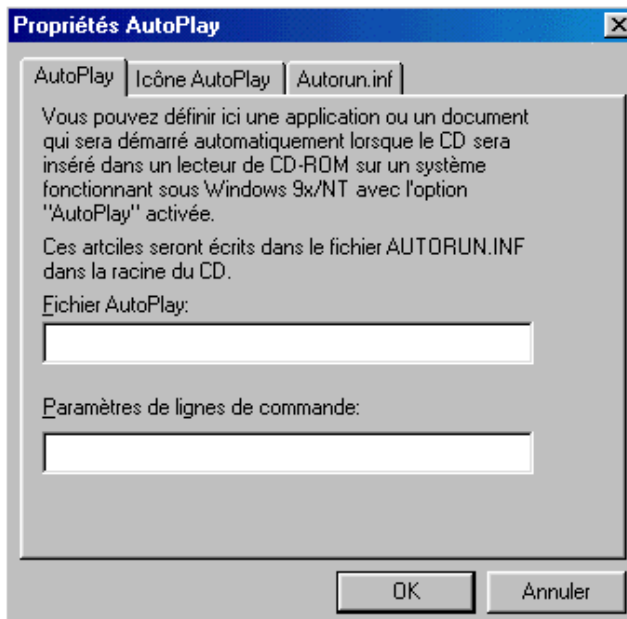 Propriétés AutoPlay
AutoPlay
Icône AutoPlay
Autorun.inf
Vous pouvez définir ici une application ou un document
qui sera démarré automatiquement lorsque le CD sera
inséré dans un lecteur de CD-ROM sur un système
fonctionnant sous Windows 9x/NT avec l'option
"AutoPlay" activée.
Ces artciles seront écrits dans le fichier AUTORUN.INF
dans la racine du CD.
Fichier AutoPlay:
Paramètres de lignes de commande:
OK
Annuler